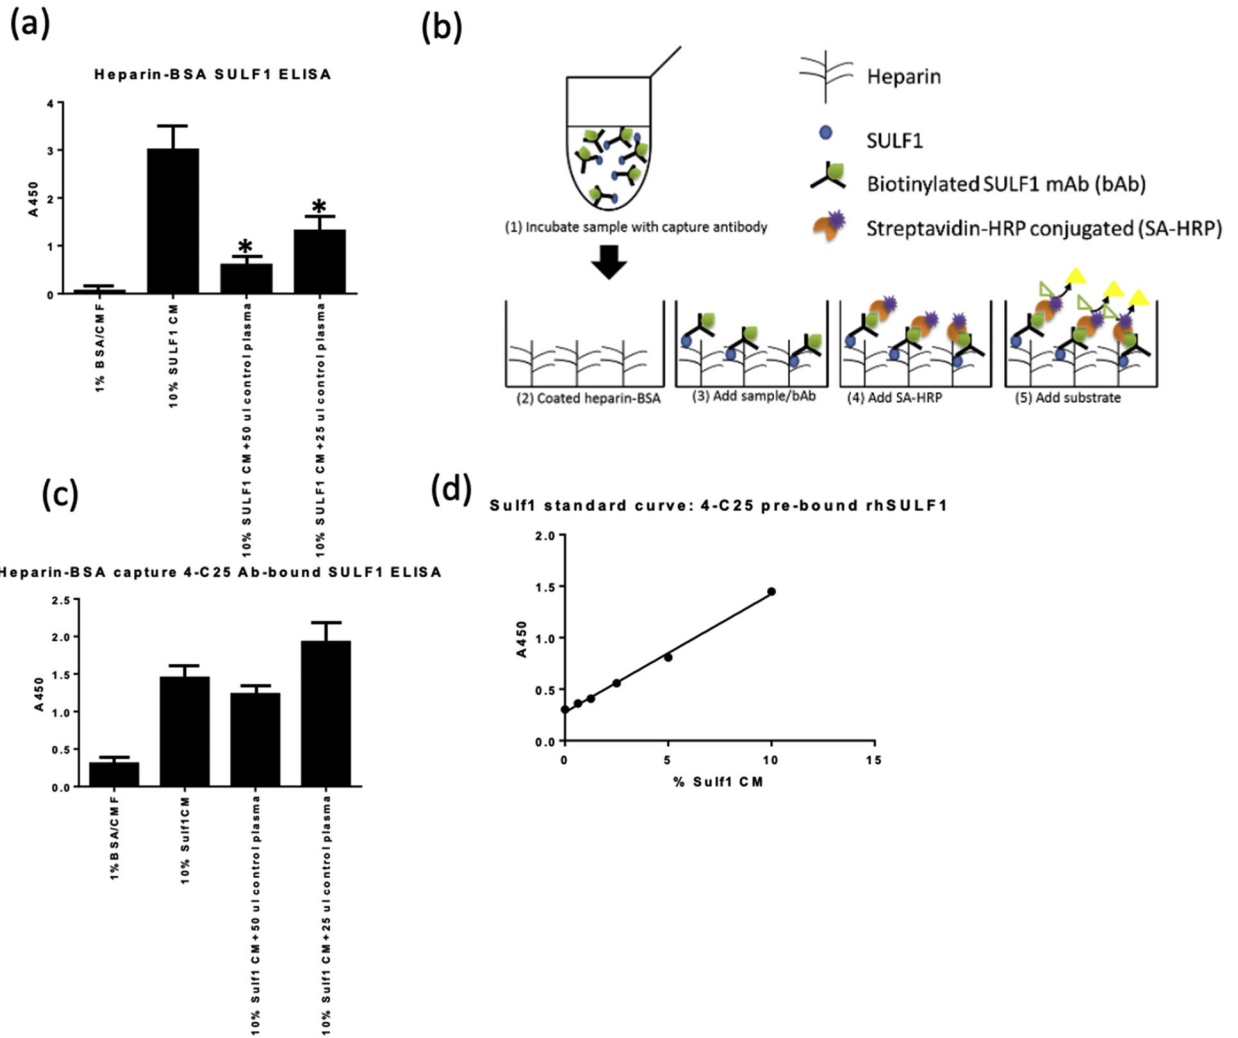 (a)
Heparin-BSA SULF1 ELISA
4
3
2
1
0
A450
*
*
1% BSA/CMF
10% SULF1 CM
10% SULF1 CM+50 ul control plasma
10% SULF1 CM+25 ul control plasma
(b)
Heparin
SULF1
Biotinylated SULF1 mAb (bAb)
Streptavidin-HRP conjugated (SA-HRP)
(1) Incubate sample with capture antibody
(2) Coated heparin-BSA
(3) Add sample/bAb
(4) Add SA-HRP
(5) Add substrate
(c)
Heparin-BSA capture 4-C25 Ab-bound SULF1 ELISA
2.5
2.0
1.5
1.0
0.5
0.0
A450
1%BSA/CMF
10% Sulf1CM
10% Sulf1 CM+50 ul control plasma
10% Sulf1 CM+25 ul control plasma
(d)
Sulf1 standard curve: 4-C25 pre-bound rhSULF1
2.0
1.5
1.0
0.5
0.0
A450
0 5 10 15
% Sulf1 CM